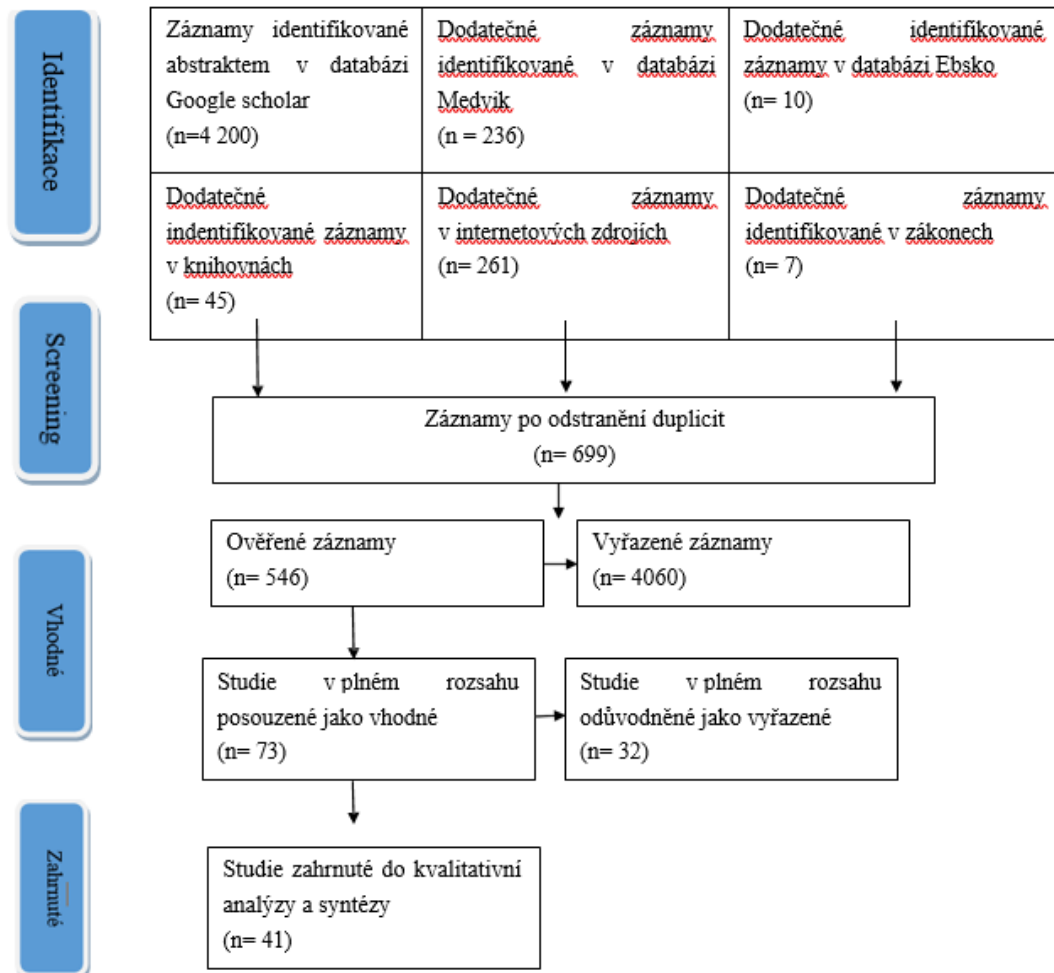 Identifikace
Záznamy identifikované
abstraktem v databázi
Google scholar
(n=4 200)
Dodatečné záznamy
identifikované v databázi
Medvik
(n = 236)
Dodatečné identifikované
záznamy v databázi Ebsko
(n= 10)
Dodatečné
indentifikované záznamy
v knihovnách
(n= 45)
Dodatečné záznamy
v internetových zdrojích
(n= 261)
Dodatečné záznamy
identifikované v zákonech
(n= 7)
Screening
Záznamy po odstranění duplicit
(n= 699)
Vhodné
Ověřené záznamy
(n= 546)
Vyřazené záznamy
(n= 4060)
Studie v plném rozsahu
posouzené jako vhodné
(n= 73)
Studie v plném rozsahu
odůvodněné jako vyřazené
(n= 32)
Zahrnuté
Studie zahrnuté do kvalitativní
analýzy a syntézy
(n= 41)